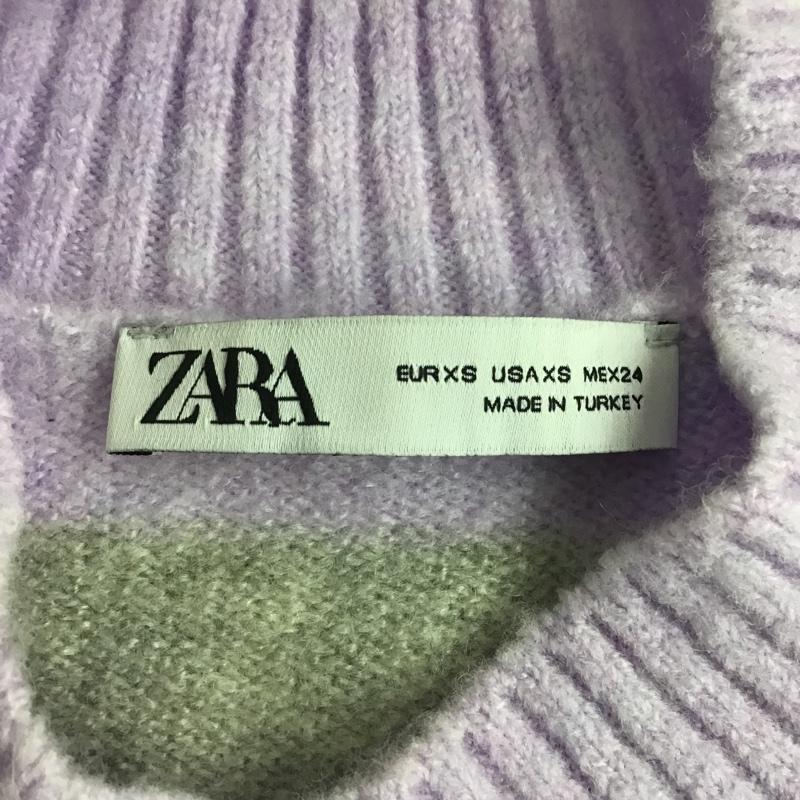 ZARA
EUR XS USA XS MEX 24
MADE IN TURKEY